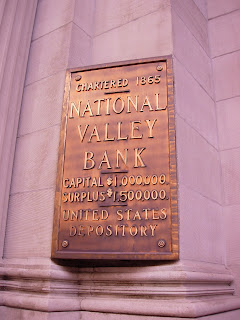 CHARTERED 1865
NATIONAL
VALLEY
BANK
CAPITAL $1,000,000.
SURPLUS $1,500,000.
UNITED STATES
DEPOSITORY